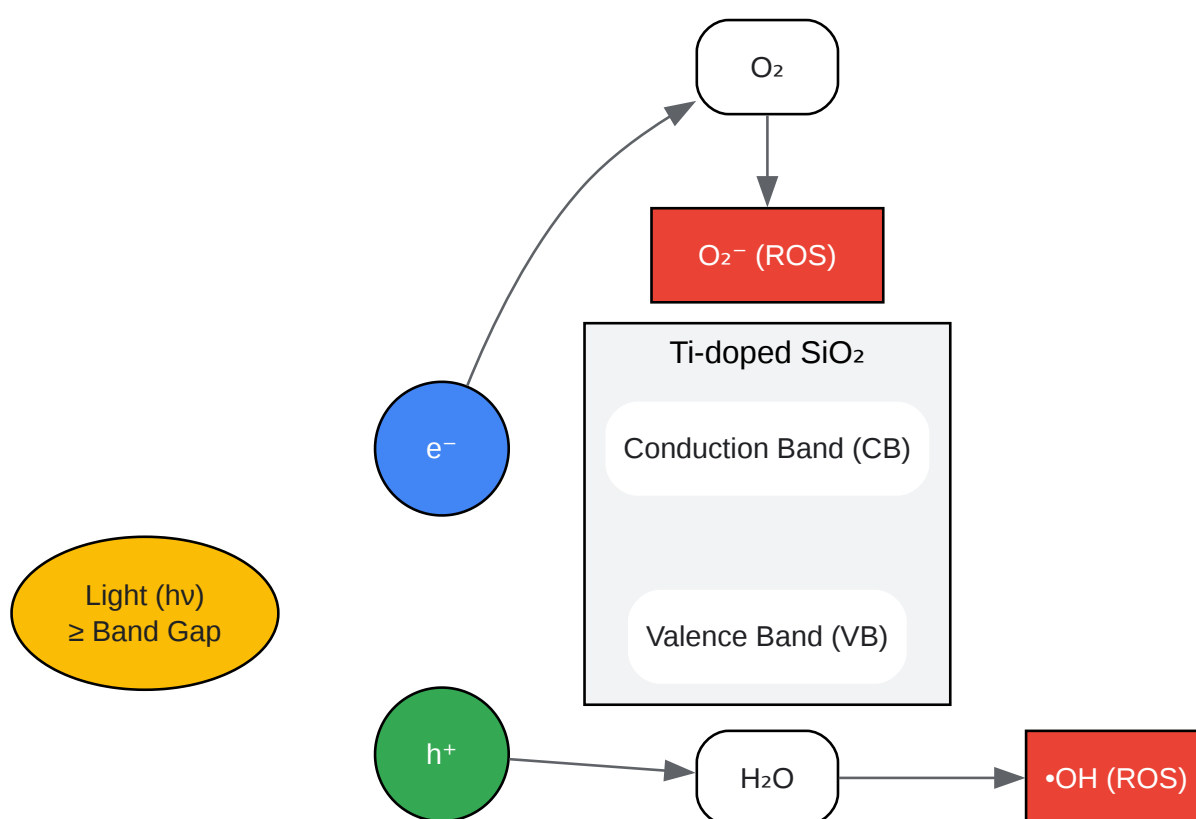 O₂
O₂⁻ (ROS)
Ti-doped SiO₂
e⁻
Conduction Band (CB)
Light (hν)
≥ Band Gap
Valence Band (VB)
h⁺
H₂O
•OH (ROS)